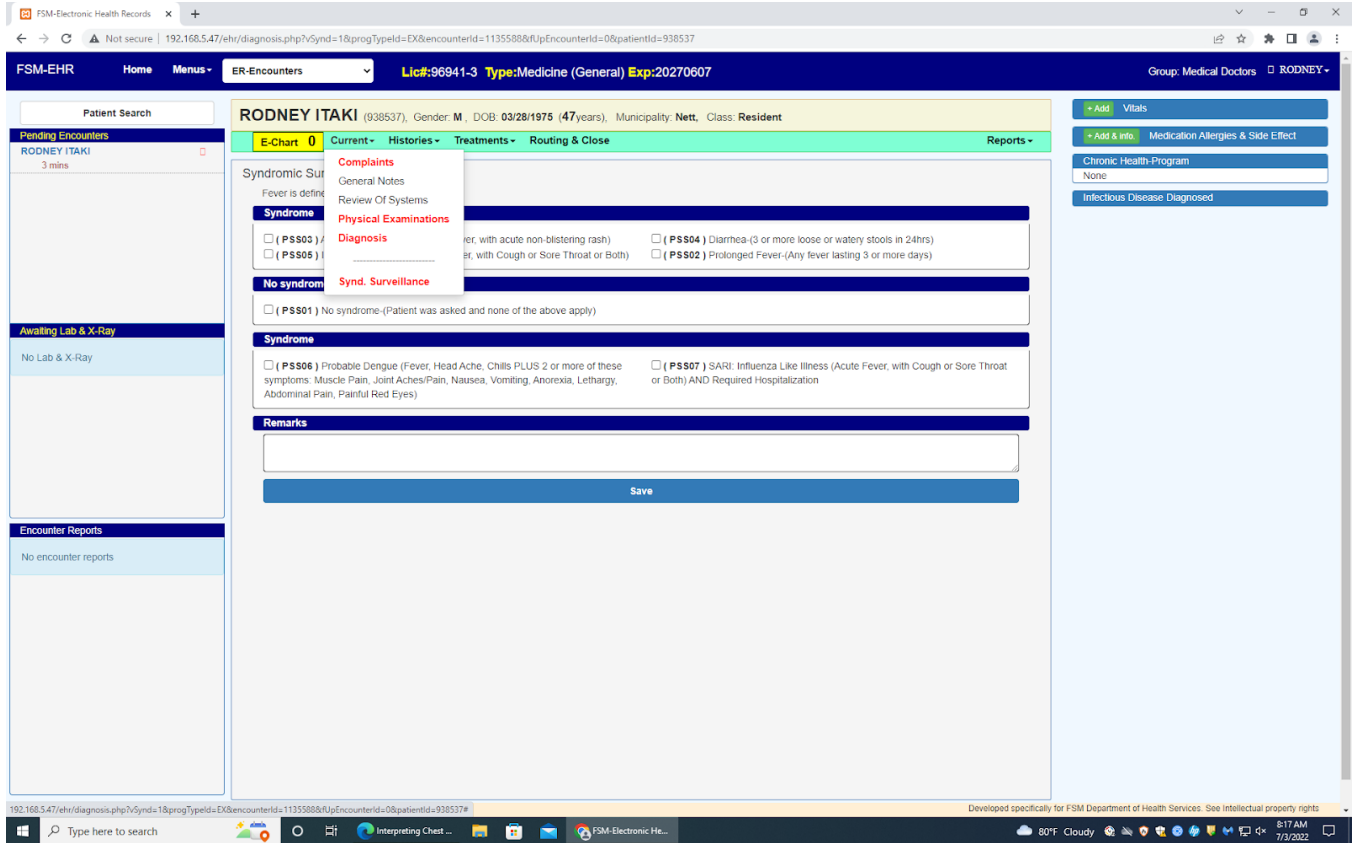 FSM-Electronic Health Records
Not secure | 192.168.5.47/ehr/diagnosis.php?vSynd=1&progTypeId=EX&encounterId=1135588&fUpEncounterId=0&patientId=938537
FSM-EHR Home Menus ER-Encounters Lic#:96941-3 Type:Medicine (General) Exp:20270607 Group: Medical Doctors RODNEY
Patient Search
Pending Encounters
RODNEY ITAKI
3 mins
Awaiting Lab & X-Ray
No Lab & X-Ray
Encounter Reports
No encounter reports
RODNEY ITAKI (938537), Gender: M , DOB: 03/28/1975 (47years), Municipality: Nett, Class: Resident
E-Chart 0 Current Histories Treatments Routing & Close Reports
Complaints
General Notes
Review Of Systems
Physical Examinations
Diagnosis
--------------------------
Synd. Surveillance
Syndromic Sur
Fever is define
Syndrome
( PSS03 ) ver, with acute non-blistering rash)
( PSS04 ) Diarrhea-(3 or more loose or watery stools in 24hrs)
( PSS05 ) er, with Cough or Sore Throat or Both)
( PSS02 ) Prolonged Fever-(Any fever lasting 3 or more days)
No syndrom
( PSS01 ) No syndrome-(Patient was asked and none of the above apply)
Syndrome
( PSS06 ) Probable Dengue (Fever, Head Ache, Chills PLUS 2 or more of these
symptoms: Muscle Pain, Joint Aches/Pain, Nausea, Vomiting, Anorexia, Lethargy,
Abdominal Pain, Painful Red Eyes)
( PSS07 ) SARI: Influenza Like Illness (Acute Fever, with Cough or Sore Throat
or Both) AND Required Hospitalization
Remarks
Save
+ Add Vitals
+ Add & info. Medication Allergies & Side Effect
Chronic Health-Program
None
Infectious Disease Diagnosed
192.168.5.47/ehr/diagnosis.php?vSynd=1&progTypeId=EX&encounterId=1135588&fUpEncounterId=0&patientId=938537#
Developed specifically for FSM Department of Health Services. See Intellectual property rights
Type here to search
Interpreting Chest ...
FSM-Electronic He...
80°F Cloudy
8:17 AM
7/3/2022